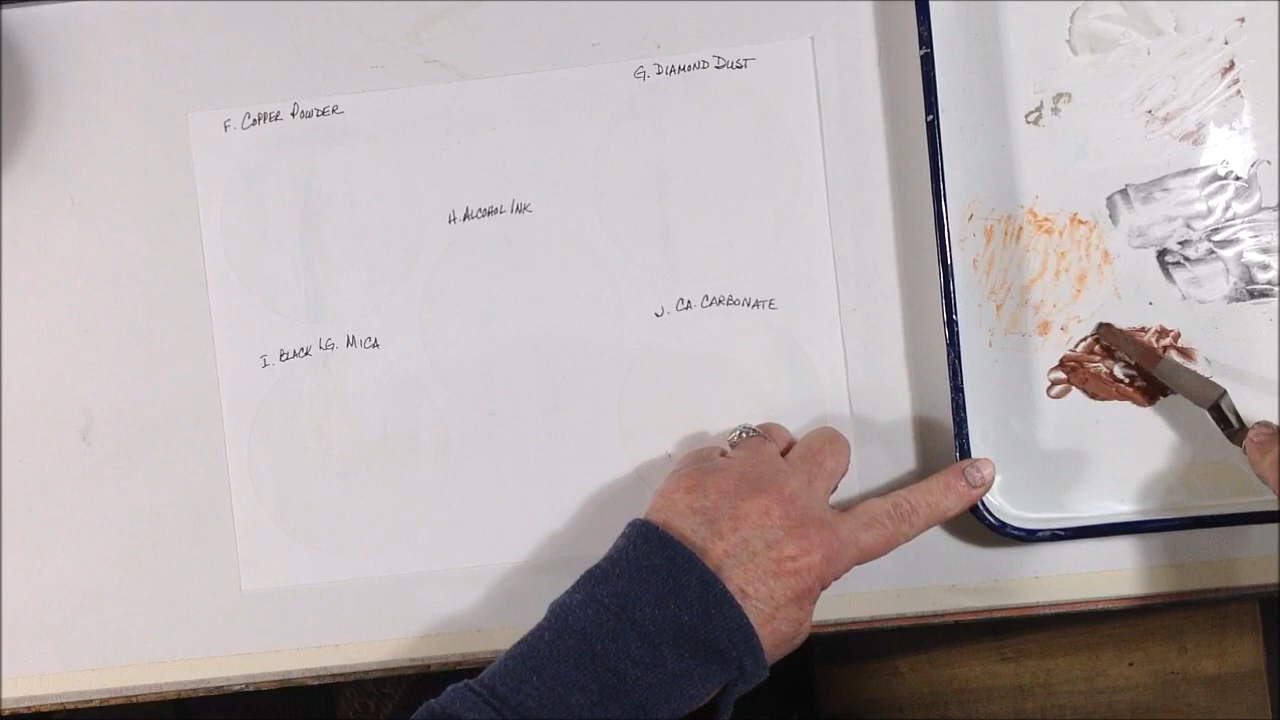 F. COPPER POWDER
G. DIAMOND DUST
H. ALCOHOL INK
I. BLACK LG. MICA
J. CA. CARBONATE